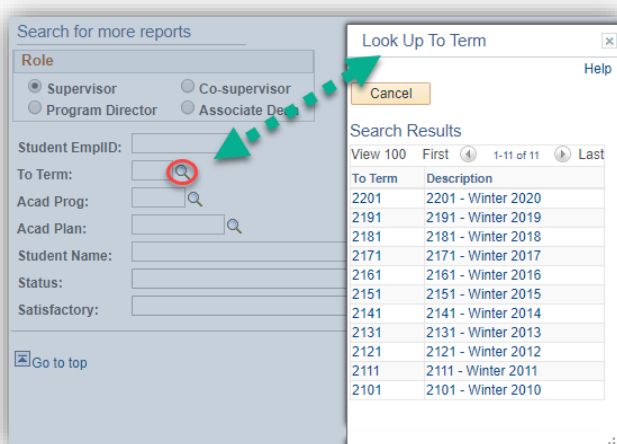 Search for more reports
Role
Supervisor Co-supervisor
Program Director Associate Dean
Student EmplID:
To Term:
Acad Prog:
Acad Plan:
Student Name:
Status:
Satisfactory:
Go to top
Look Up To Term
Help
Cancel
Search Results
View 100 First 1-11 of 11 Last
To Term Description
2201 2201 - Winter 2020
2191 2191 - Winter 2019
2181 2181 - Winter 2018
2171 2171 - Winter 2017
2161 2161 - Winter 2016
2151 2151 - Winter 2015
2141 2141 - Winter 2014
2131 2131 - Winter 2013
2121 2121 - Winter 2012
2111 2111 - Winter 2011
2101 2101 - Winter 2010